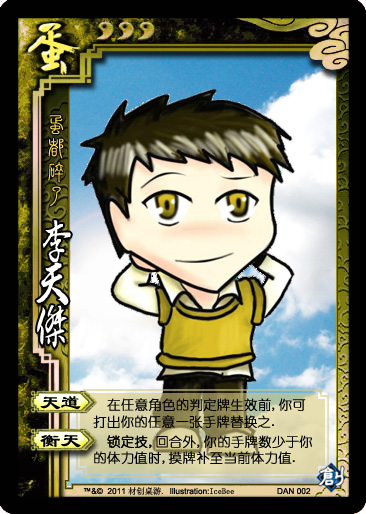 蛋
蛋都碎了
李天傑
天道
在任意角色的判定牌生效前,你可
打出你的任意一张手牌替换之.
衡天
锁定技,回合外,你的手牌数少于你
的体力值时,摸牌补至当前体力值.
創
™&© 2011 材创桌游. Illustration:IceBee
DAN 002